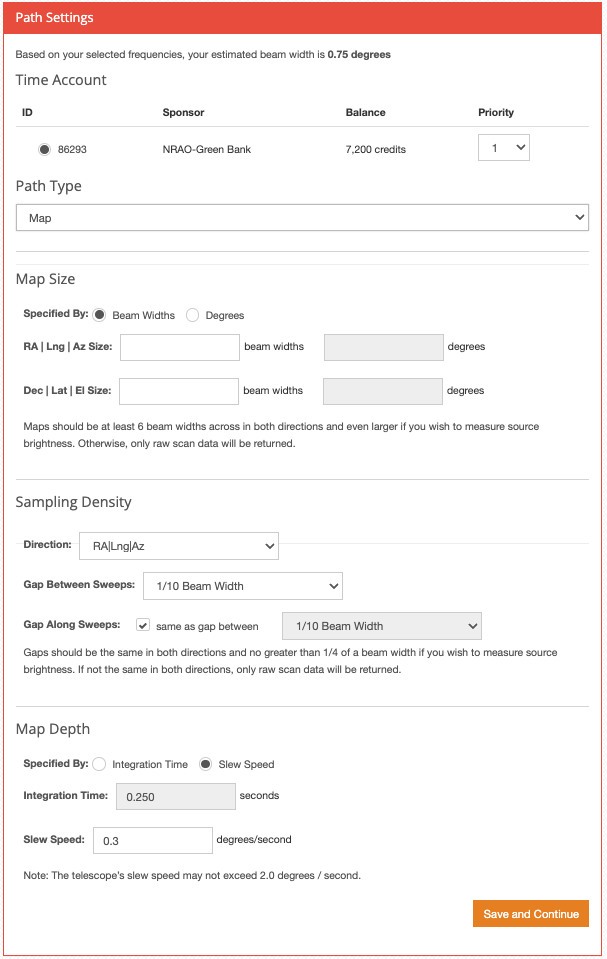 Path Settings
Based on your selected frequencies, your estimated beam width is 0.75 degrees
Time Account
ID Sponsor Balance Priority
86293 NRAO-Green Bank 7,200 credits 1
Path Type
Map
Map Size
Specified By: Beam Widths Degrees
RA | Lng | Az Size: beam widths degrees
Dec | Lat | El Size: beam widths degrees
Maps should be at least 6 beam widths across in both directions and even larger if you wish to measure source
brightness. Otherwise, only raw scan data will be returned.
Sampling Density
Direction: RA|Lng|Az
Gap Between Sweeps: 1/10 Beam Width
Gap Along Sweeps: same as gap between 1/10 Beam Width
Gaps should be the same in both directions and no greater than 1/4 of a beam width if you wish to measure source
brightness. If not the same in both directions, only raw scan data will be returned.
Map Depth
Specified By: Integration Time Slew Speed
Integration Time: 0.250 seconds
Slew Speed: 0.3 degrees/second
Note: The telescope's slew speed may not exceed 2.0 degrees / second.
Save and Continue